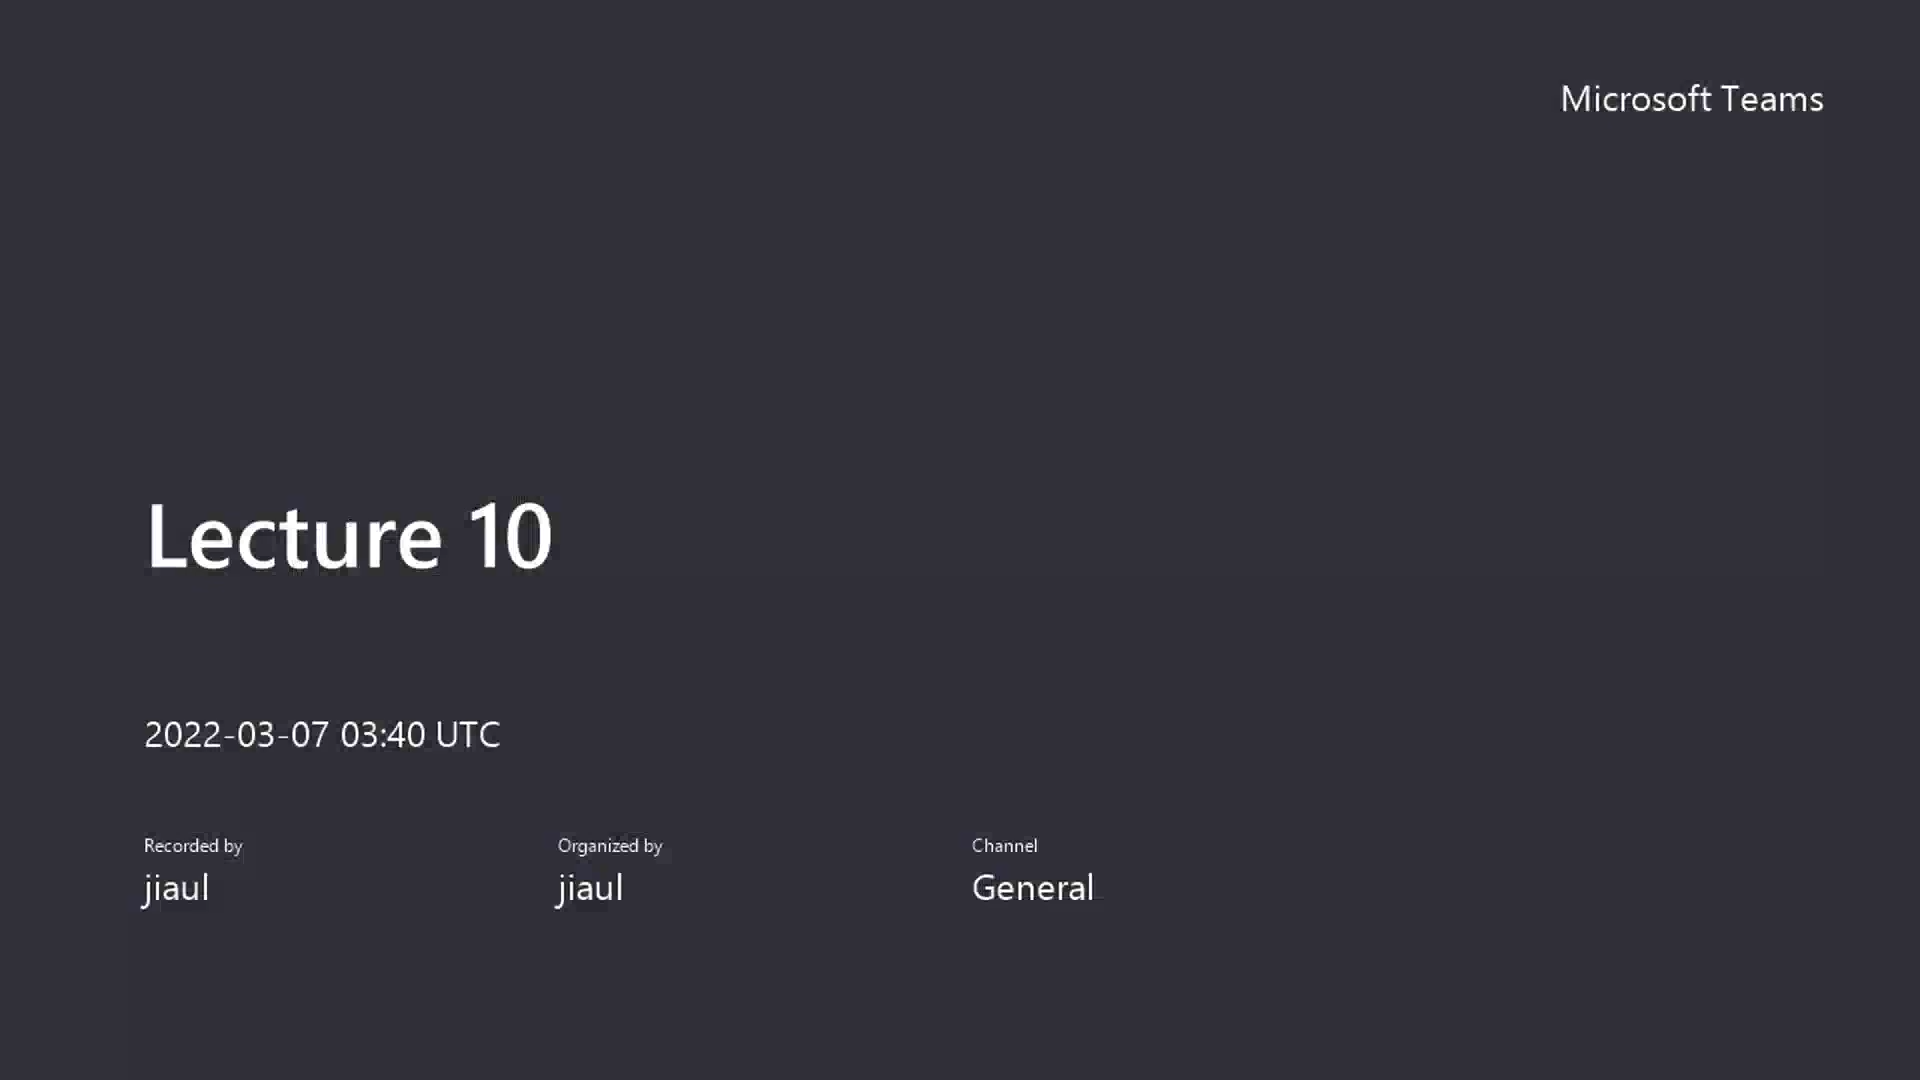 Microsoft Teams
Lecture 10
2022-03-07 03:40 UTC
Recorded by
jiaul
Organized by
jiaul
Channel
General